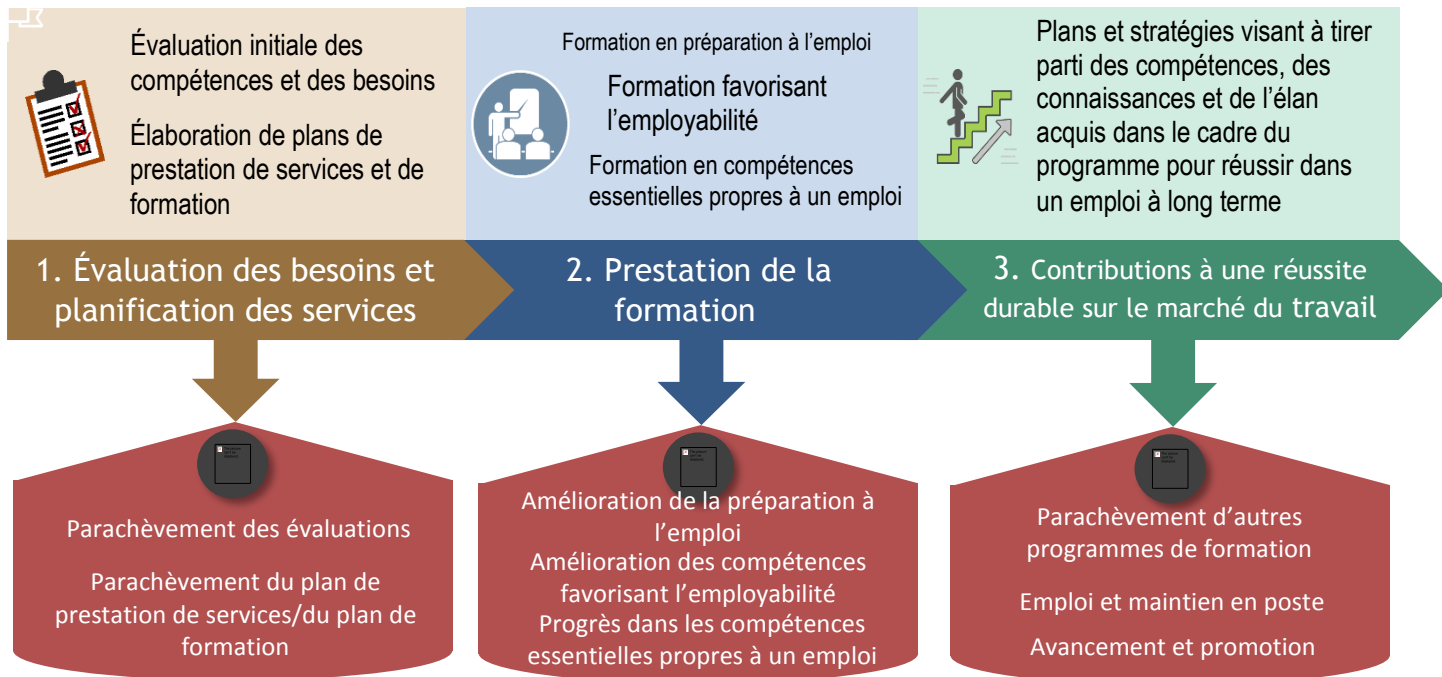 Évaluation initiale des
compétences et des besoins
Élaboration de plans de
prestation de services et de
formation
Formation en préparation à l’emploi
Formation favorisant
l’employabilité
Formation en compétences
essentielles propres à un emploi
Plans et stratégies visant à tirer
parti des compétences, des
connaissances et de l’élan
acquis dans le cadre du
programme pour réussir dans
un emploi à long terme
1. Évaluation des besoins et
planification des services
2. Prestation de la
formation
3. Contributions à une réussite
durable sur le marché du travail
Parachèvement des évaluations
Parachèvement du plan de
prestation de services/du plan de
formation
Amélioration de la préparation à
l’emploi
Amélioration des compétences
favorisant l’employabilité
Progrès dans les compétences
essentielles propres à un emploi
Parachèvement d’autres
programmes de formation
Emploi et maintien en poste
Avancement et promotion